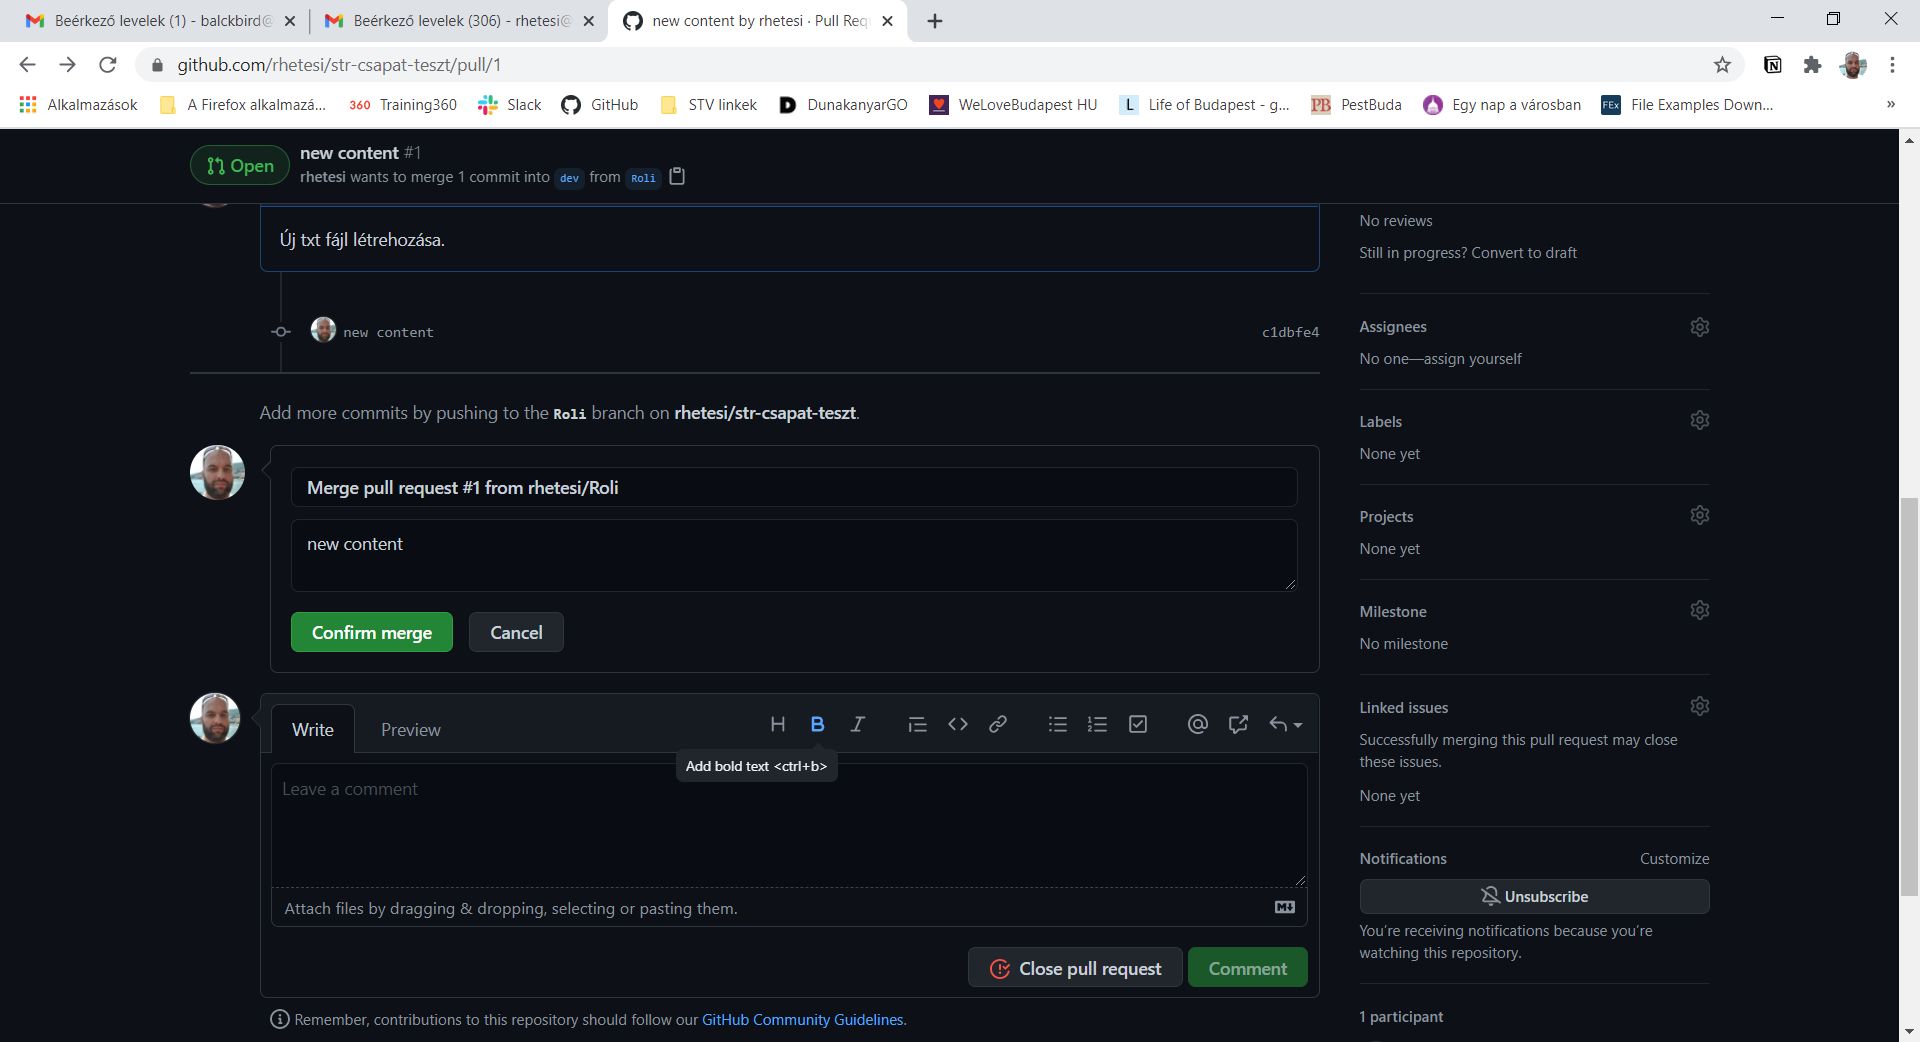 Beérkező levelek (1) - balckbird@
Beérkező levelek (306) - rhetesi@
new content by rhetesi · Pull Req
github.com/rhetesi/str-csapat-teszt/pull/1
Alkalmazások
A Firefox alkalmazá...
360 Training360
Slack
GitHub
STV linkek
D DunakanyarGO
WeLoveBudapest HU
L Life of Budapest - g...
PB PestBuda
Egy nap a városban
FEx File Examples Down...
»
Open
new content #1
rhetesi wants to merge 1 commit into dev from Roli
Új txt fájl létrehozása.
new content
c1dbfe4
Add more commits by pushing to the Roli branch on rhetesi/str-csapat-teszt.
Merge pull request #1 from rhetesi/Roli
new content
Confirm merge
Cancel
Write
Preview
H B I
Add bold text <ctrl+b>
Leave a comment
Attach files by dragging & dropping, selecting or pasting them.
Close pull request
Comment
Remember, contributions to this repository should follow our GitHub Community Guidelines.
No reviews
Still in progress? Convert to draft
Assignees
No one—assign yourself
Labels
None yet
Projects
None yet
Milestone
No milestone
Linked issues
Successfully merging this pull request may close
these issues.
None yet
Notifications
Customize
Unsubscribe
You're receiving notifications because you're
watching this repository.
1 participant